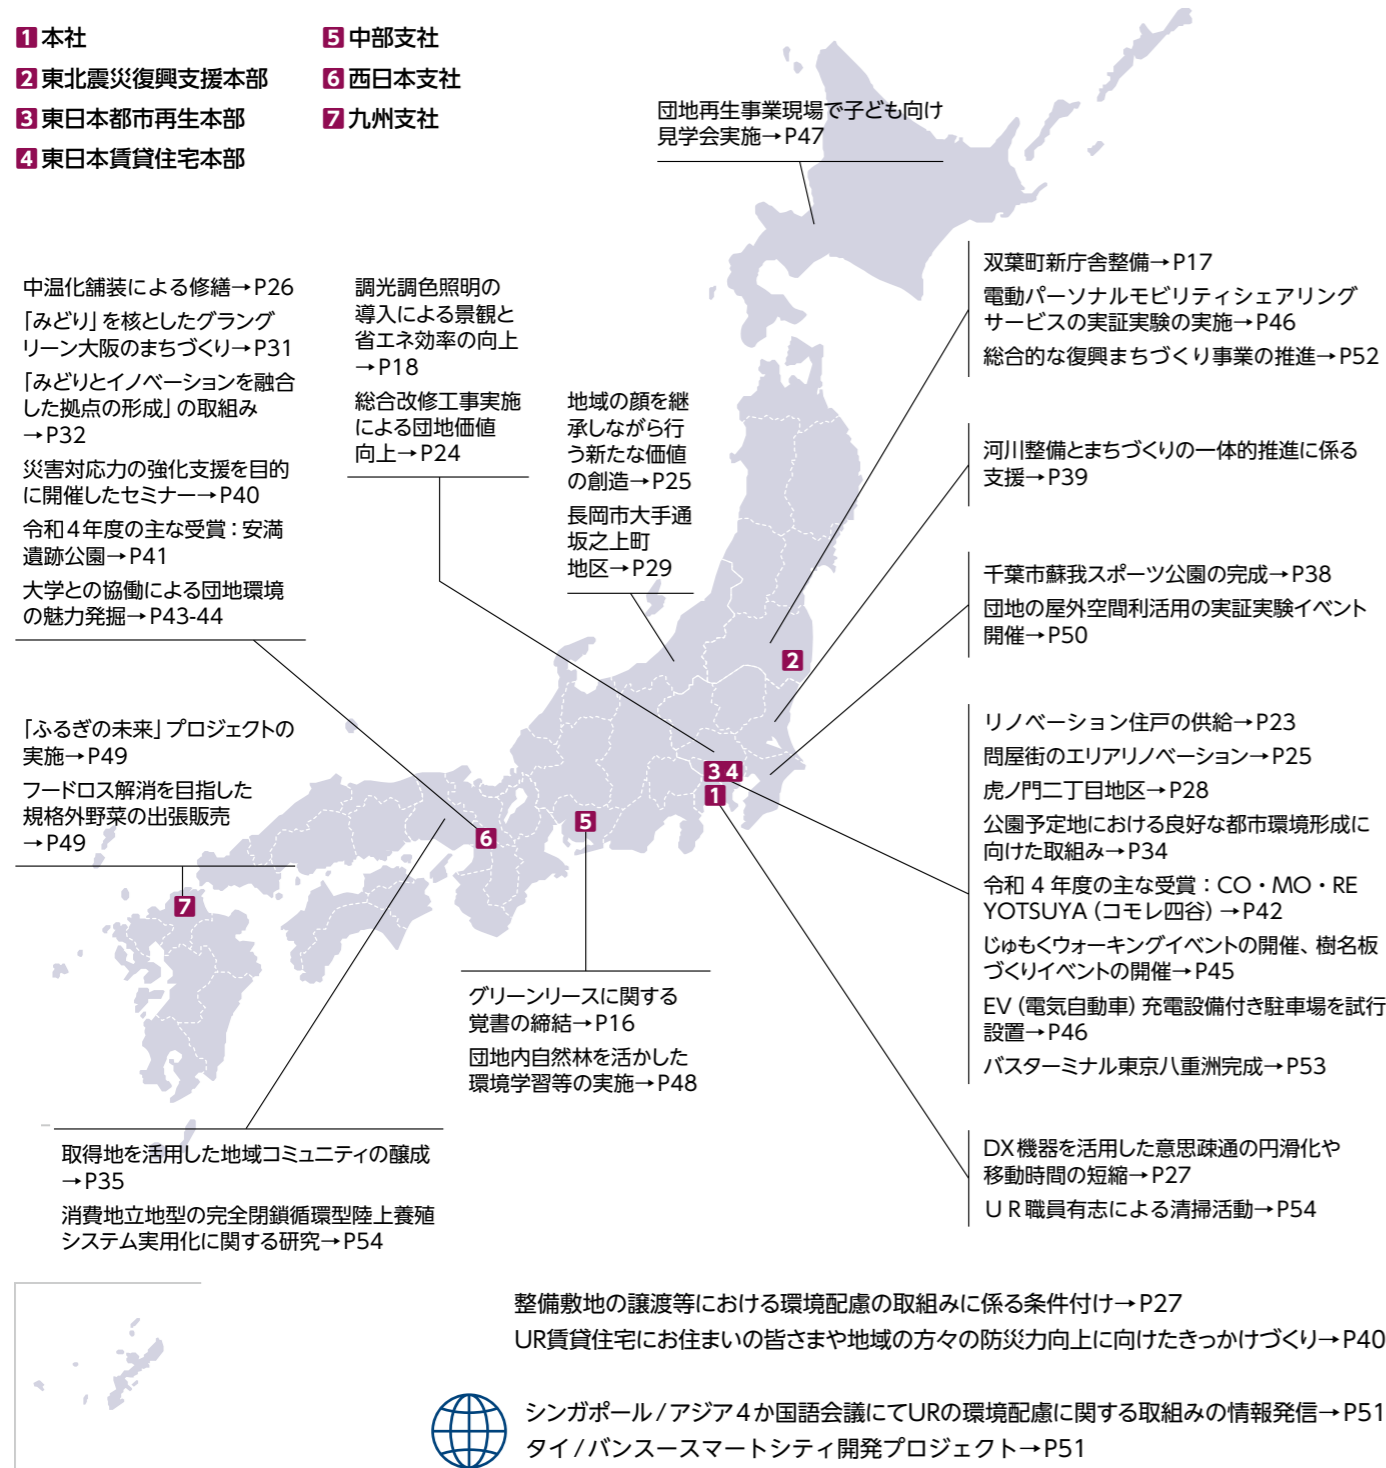 1 本社
2 東北震災復興支援本部
3 東日本都市再生本部
4 東日本賃貸住宅本部
5 中部支社
6 西日本支社
7 九州支社
団地再生事業現場で子ども向け
見学会実施→P47
中温化舗装による修繕→P26
「みどり」を核としたグラング
リーン大阪のまちづくり→P31
「みどりとイノベーションを融合
した拠点の形成」の取組み
→P32
災害対応力の強化支援を目的
に開催したセミナー→P40
令和4年度の主な受賞：安満
遺跡公園→P41
大学との協働による団地環境
の魅力発掘→P43-44
調光調色照明の
導入による景観と
省エネ効率の向上
→P18
総合改修工事実施
による団地価値
向上→P24
地域の顔を継
承しながら行
う新たな価値
の創造→P25
長岡市大手通
坂之上町
地区→P29
双葉町新庁舎整備→P17
電動パーソナルモビリティシェアリング
サービスの実証実験の実施→P46
総合的な復興まちづくり事業の推進→P52
河川整備とまちづくりの一体的推進に係る
支援→P39
千葉市蘇我スポーツ公園の完成→P38
団地の屋外空間利活用の実証実験イベント
開催→P50
リノベーション住戸の供給→P23
問屋街のエリアリノベーション→P25
虎ノ門二丁目地区→P28
公園予定地における良好な都市環境形成に
向けた取組み→P34
令和 4 年度の主な受賞：CO・MO・RE
YOTSUYA（コモレ四谷）→P42
じゅもくウォーキングイベントの開催、樹名板
づくりイベントの開催→P45
EV（電気自動車）充電設備付き駐車場を試行
設置→P46
バスターミナル東京八重洲完成→P53
「ふるぎの未来」プロジェクトの
実施→P49
フードロス解消を目指した
規格外野菜の出張販売
→P49
2
3 4
1
5
6
7
グリーンリースに関する
覚書の締結→P16
団地内自然林を活かした
環境学習等の実施→P48
取得地を活用した地域コミュニティの醸成
→P35
消費地立地型の完全閉鎖循環型陸上養殖
システム実用化に関する研究→P54
DX機器を活用した意思疎通の円滑化や
移動時間の短縮→P27
ＵＲ職員有志による清掃活動→P54
整備敷地の譲渡等における環境配慮の取組みに係る条件付け→P27
UR賃貸住宅にお住まいの皆さまや地域の方々の防災力向上に向けたきっかけづくり→P40
シンガポール/アジア4か国語会議にてURの環境配慮に関する取組みの情報発信→P51
タイ/バンスースマートシティ開発プロジェクト→P51